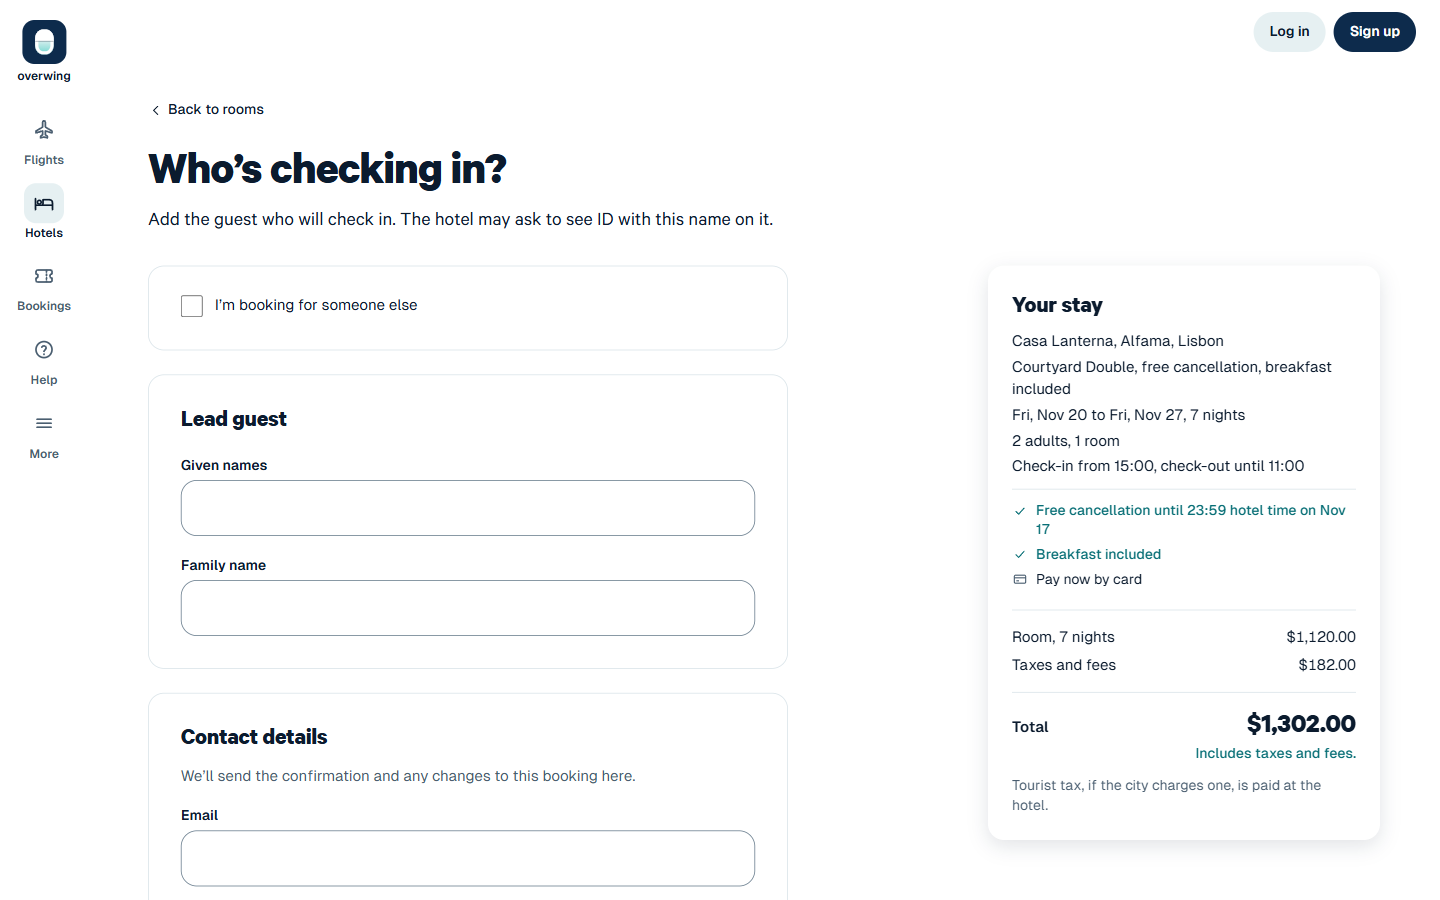 overwing
Flights
Hotels
Bookings
Help
More
Log in
Sign up
Back to rooms
Who’s checking in?
Add the guest who will check in. The hotel may ask to see ID with this name on it.
I’m booking for someone else
Lead guest
Given names
Family name
Contact details
We’ll send the confirmation and any changes to this booking here.
Email
Your stay
Casa Lanterna, Alfama, Lisbon
Courtyard Double, free cancellation, breakfast
included
Fri, Nov 20 to Fri, Nov 27, 7 nights
2 adults, 1 room
Check-in from 15:00, check-out until 11:00
Free cancellation until 23:59 hotel time on Nov
17
Breakfast included
Pay now by card
Room, 7 nights $1,120.00
Taxes and fees $182.00
Total $1,302.00
Includes taxes and fees.
Tourist tax, if the city charges one, is paid at the
hotel.